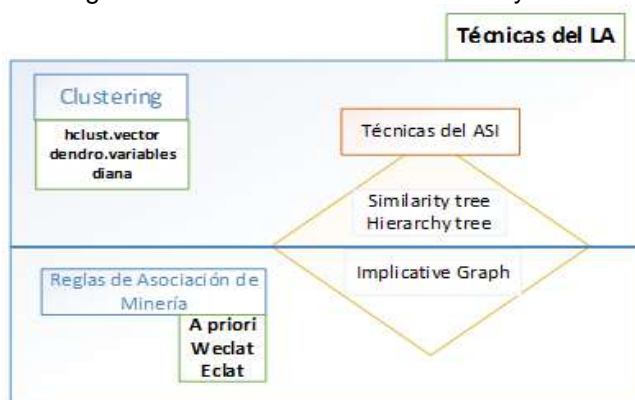 Técnicas del LA
Clustering
hclust.vector
dendro.variables
diana
Técnicas del ASI
Similarity tree
Hierarchy tree
Implicative Graph
Reglas de Asociación de
Minería
A priori
Weclat
Eclat